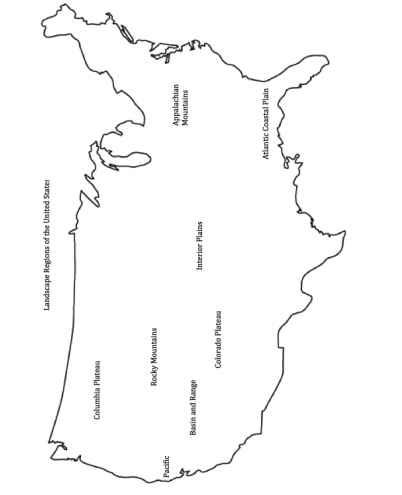 Landscape Regions of the United States
Columbia Plateau
Rocky Mountains
Interior Plains
Appalachian
Mountains
Pacific
Basin and Range
Colorado Plateau
Atlantic Coastal Plain